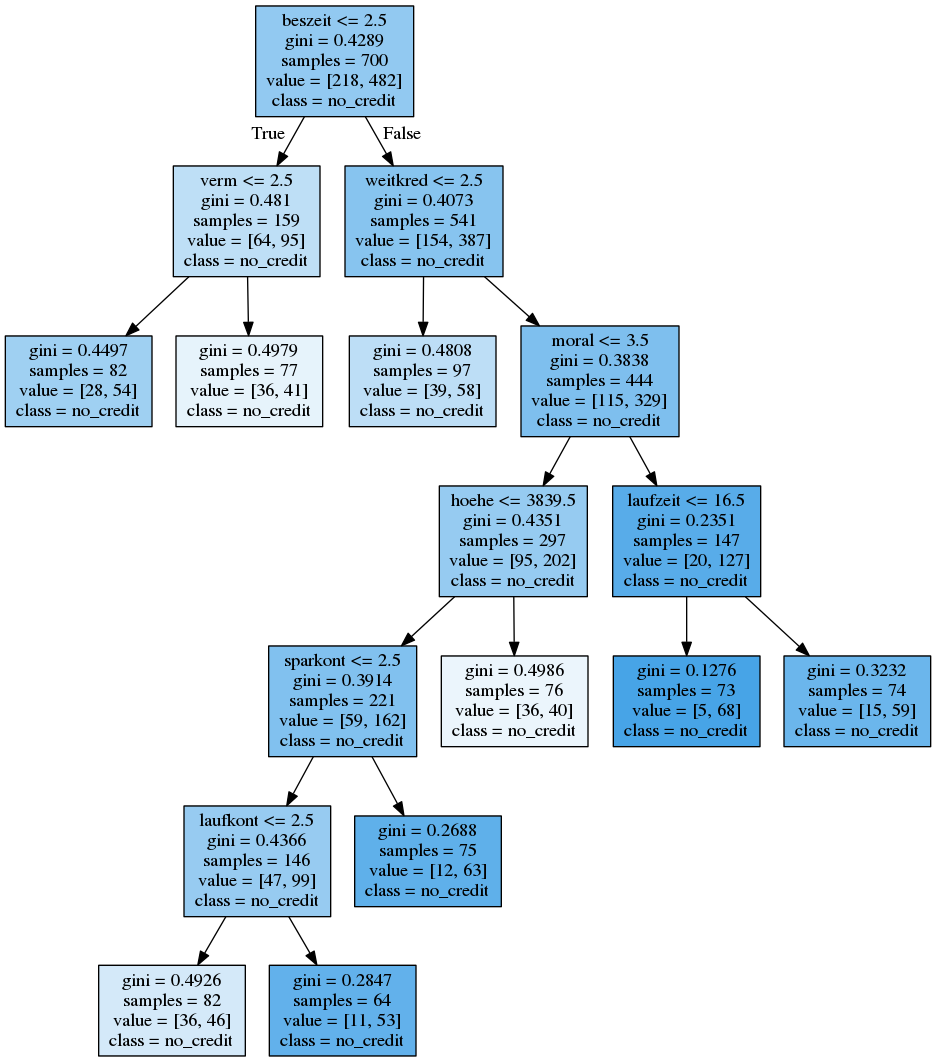 beszeit <= 2.5
gini = 0.4289
samples = 700
value = [218, 482]
class = no_credit
True
False
verm <= 2.5
gini = 0.481
samples = 159
value = [64, 95]
class = no_credit
weitkred <= 2.5
gini = 0.4073
samples = 541
value = [154, 387]
class = no_credit
gini = 0.4497
samples = 82
value = [28, 54]
class = no_credit
gini = 0.4979
samples = 77
value = [36, 41]
class = no_credit
gini = 0.4808
samples = 97
value = [39, 58]
class = no_credit
moral <= 3.5
gini = 0.3838
samples = 444
value = [115, 329]
class = no_credit
hoehe <= 3839.5
gini = 0.4351
samples = 297
value = [95, 202]
class = no_credit
laufzeit <= 16.5
gini = 0.2351
samples = 147
value = [20, 127]
class = no_credit
sparkont <= 2.5
gini = 0.3914
samples = 221
value = [59, 162]
class = no_credit
gini = 0.4986
samples = 76
value = [36, 40]
class = no_credit
gini = 0.1276
samples = 73
value = [5, 68]
class = no_credit
gini = 0.3232
samples = 74
value = [15, 59]
class = no_credit
laufkont <= 2.5
gini = 0.4366
samples = 146
value = [47, 99]
class = no_credit
gini = 0.2688
samples = 75
value = [12, 63]
class = no_credit
gini = 0.4926
samples = 82
value = [36, 46]
class = no_credit
gini = 0.2847
samples = 64
value = [11, 53]
class = no_credit